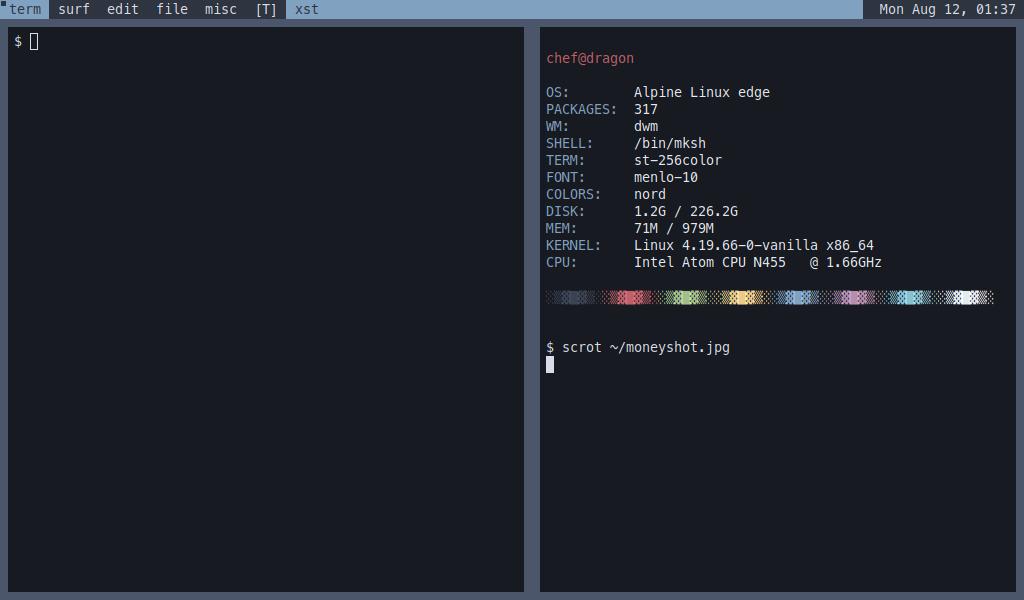 term surf edit file misc [T] xst Mon Aug 12, 01:37
$
chef@dragon
OS: Alpine Linux edge
PACKAGES: 317
WM: dwm
SHELL: /bin/mksh
TERM: st-256color
FONT: menlo-10
COLORS: nord
DISK: 1.2G / 226.2G
MEM: 71M / 979M
KERNEL: Linux 4.19.66-0-vanilla x86_64
CPU: Intel Atom CPU N455 @ 1.66GHz
$ scrot ~/moneyshot.jpg